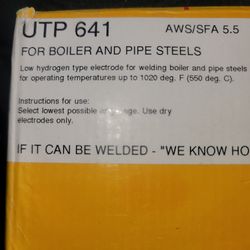 UTP 641
AWS/SFA 5.5
FOR BOILER AND PIPE STEELS
Low hydrogen type electrode for welding boiler and pipe steels
for operating temperatures up to 1020 deg. F (550 deg. C).
Instructions for use:
Select lowest possible amperage. Use dry
electrodes only.
IF IT CAN BE WELDED - "WE KNOW HO